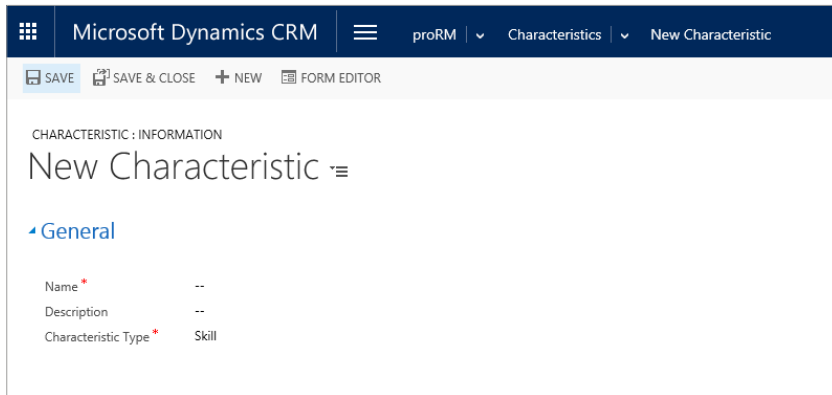 Microsoft Dynamics CRM proRM Characteristics New Characteristic
SAVE SAVE & CLOSE NEW FORM EDITOR
CHARACTERISTIC : INFORMATION
New Characteristic
General
Name * --
Description --
Characteristic Type * Skill